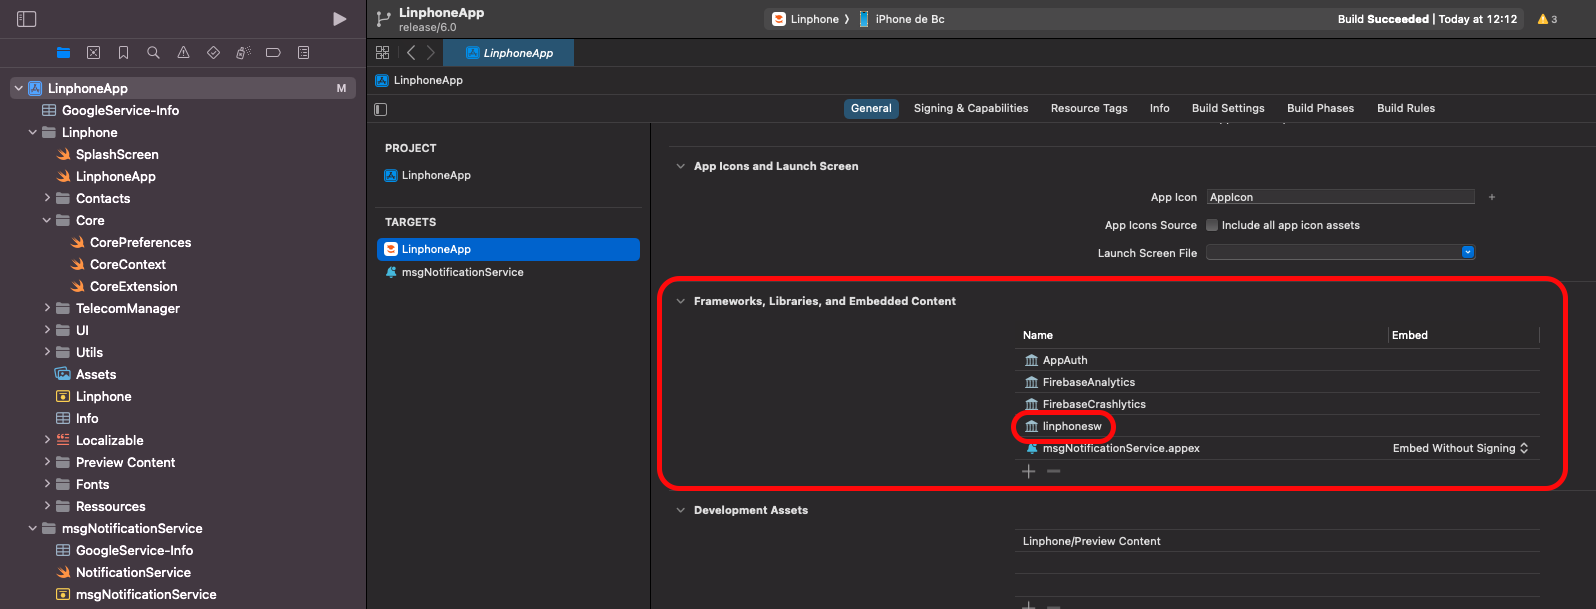 LinphoneApp
release/6.0
Linphone
iPhone de Bc
Build Succeeded | Today at 12:12
3
LinphoneApp
LinphoneApp
General
Signing & Capabilities
Resource Tags
Info
Build Settings
Build Phases
Build Rules
LinphoneApp
M
GoogleService-Info
Linphone
SplashScreen
LinphoneApp
Contacts
Core
CorePreferences
CoreContext
CoreExtension
TelecomManager
UI
Utils
Assets
Linphone
Info
Localizable
Preview Content
Fonts
Ressources
msgNotificationService
GoogleService-Info
NotificationService
msgNotificationService
PROJECT
LinphoneApp
TARGETS
LinphoneApp
msgNotificationService
App Icons and Launch Screen
App Icon
AppIcon
App Icons Source
Include all app icon assets
Launch Screen File
Frameworks, Libraries, and Embedded Content
Name
Embed
AppAuth
FirebaseAnalytics
FirebaseCrashlytics
linphonesw
msgNotificationService.appex
Embed Without Signing
Development Assets
Linphone/Preview Content